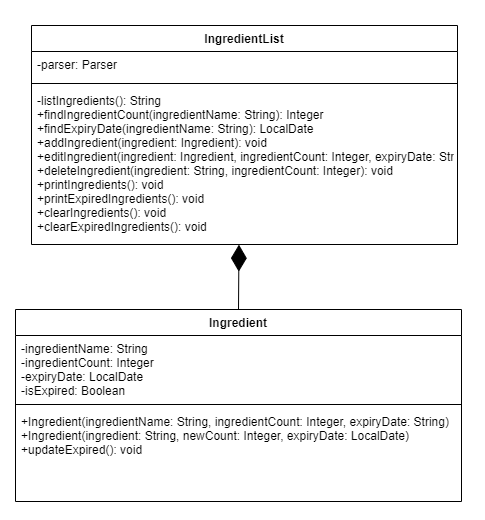 IngredientList
-parser: Parser
-listIngredients(): String
+findIngredientCount(ingredientName: String): Integer
+findExpiryDate(ingredientName: String): LocalDate
+addIngredient(ingredient: Ingredient): void
+editIngredient(ingredient: Ingredient, ingredientCount: Integer, expiryDate: Str
+deleteIngredient(ingredient: String, ingredientCount: Integer): void
+printIngredients(): void
+printExpiredIngredients(): void
+clearIngredients(): void
+clearExpiredIngredients(): void
Ingredient
-ingredientName: String
-ingredientCount: Integer
-expiryDate: LocalDate
-isExpired: Boolean
+Ingredient(ingredientName: String, ingredientCount: Integer, expiryDate: String)
+Ingredient(ingredient: String, newCount: Integer, expiryDate: LocalDate)
+updateExpired(): void